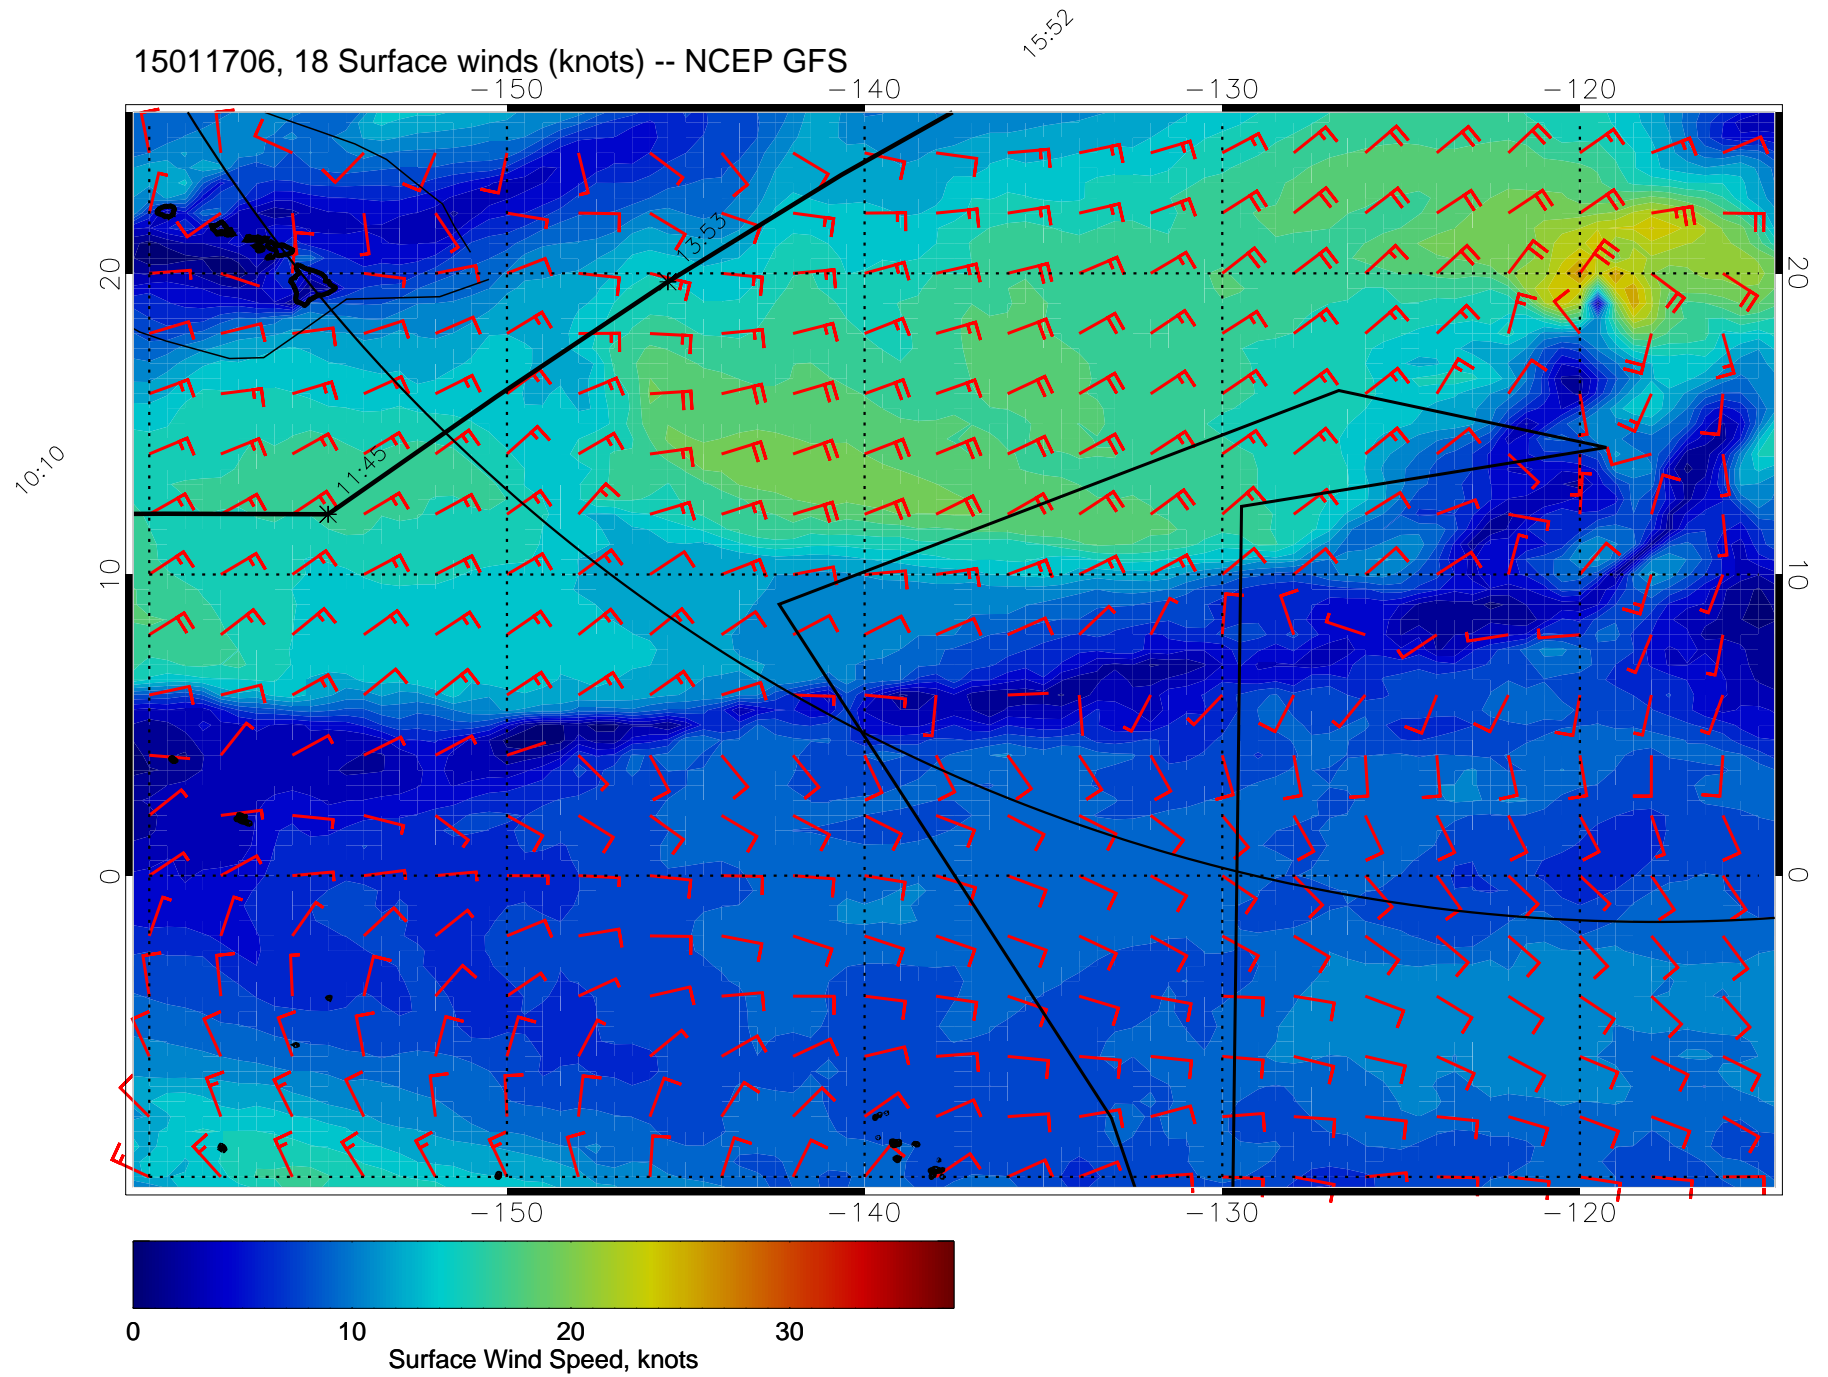 15:52
15011706, 18 Surface winds (knots) -- NCEP GFS
-150 -140 -130 -120
13:53
20 20
11:45
10:10
10 10
0 0
-150 -140 -130 -120
0 10 20 30
Surface Wind Speed, knots